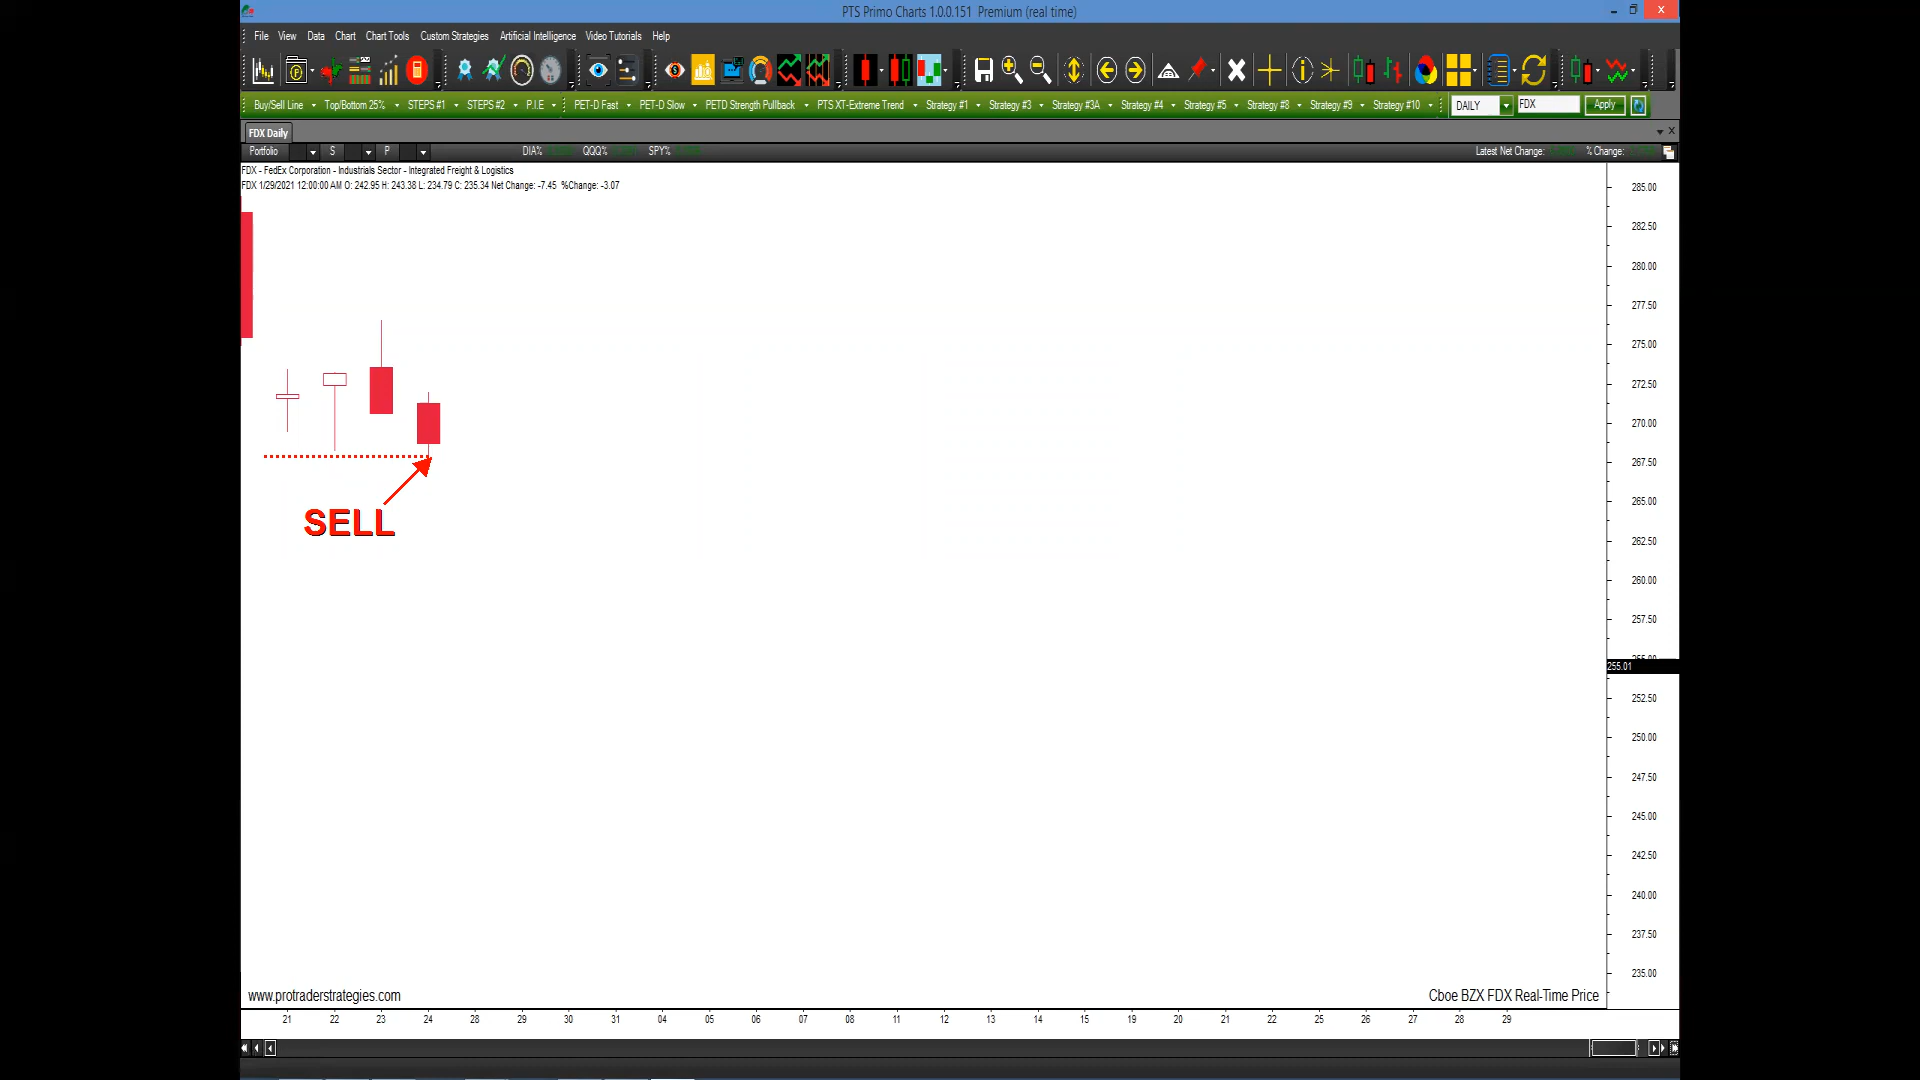 PTS Primo Charts 1.0.0.151 Premium (real time)
File View Data Chart Chart Tools Custom Strategies Artificial Intelligence Video Tutorials Help
Buy/Sell Line Top/Bottom 25% STEPS #1 STEPS #2 P.I.E PET-D Fast PET-D Slow PETD Strength Pullback PTS XT-Extreme Trend Strategy #1 Strategy #3 Strategy #3A Strategy #4 Strategy #5 Strategy #8 Strategy #9 Strategy #10 DAILY FDX Apply
FDX Daily
Portfolio S P DIA% QQQ% SPY% Latest Net Change: % Change:
FDX - FedEx Corporation - Industrials Sector - Integrated Freight & Logistics
FDX 1/29/2021 12:00:00 AM O: 242.95 H: 243.38 L: 234.79 C: 235.34 Net Change: -7.45 %Change: -3.07
285.00
282.50
280.00
277.50
275.00
272.50
270.00
267.50
265.00
SELL
262.50
260.00
257.50
255.01
252.50
250.00
247.50
245.00
242.50
240.00
237.50
235.00
www.protraderstrategies.com
Cboe BZX FDX Real-Time Price
21 22 23 24 28 29 30 31 04 05 06 07 08 11 12 13 14 15 19 20 21 22 25 26 27 28 29